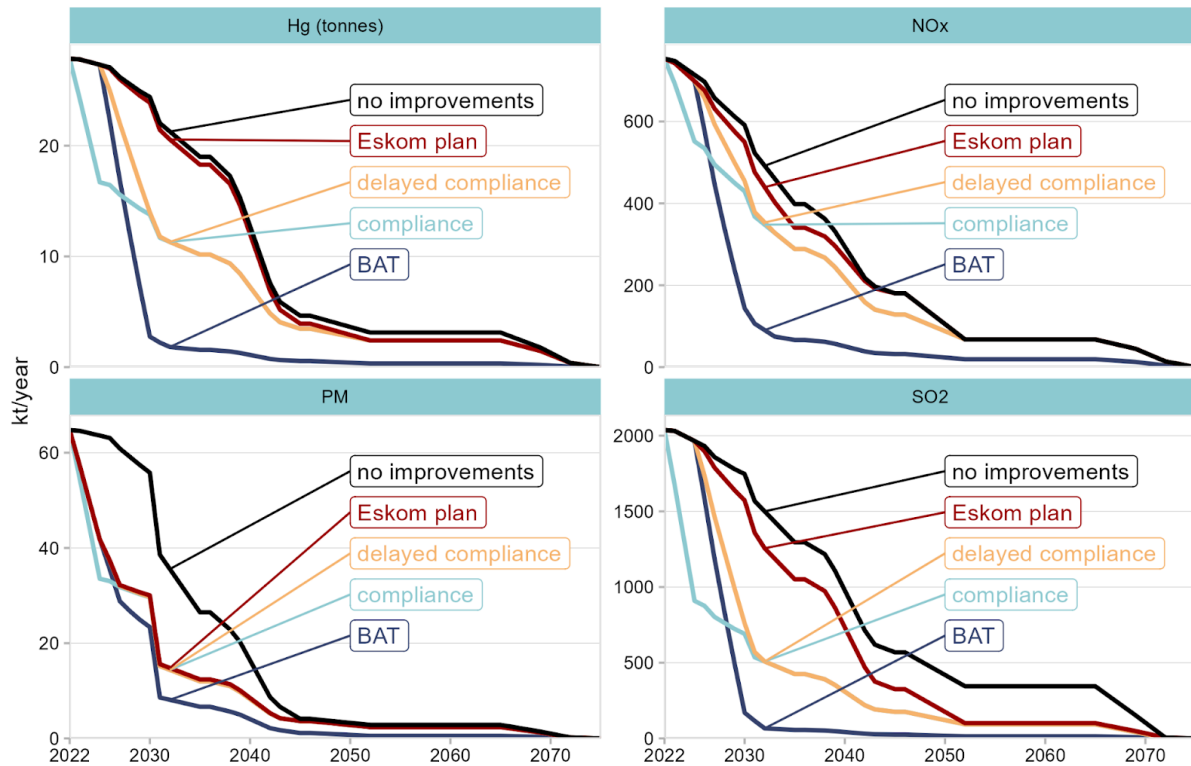 Hg (tonnes)
NOx
no improvements
Eskom plan
delayed compliance
compliance
BAT
20
10
0
no improvements
Eskom plan
delayed compliance
compliance
BAT
600
400
200
0
kt/year
PM
SO2
no improvements
Eskom plan
delayed compliance
compliance
BAT
60
40
20
0
no improvements
Eskom plan
delayed compliance
compliance
BAT
2000
1500
1000
500
0
2022 2030 2040 2050 2060 2070
2022 2030 2040 2050 2060 2070